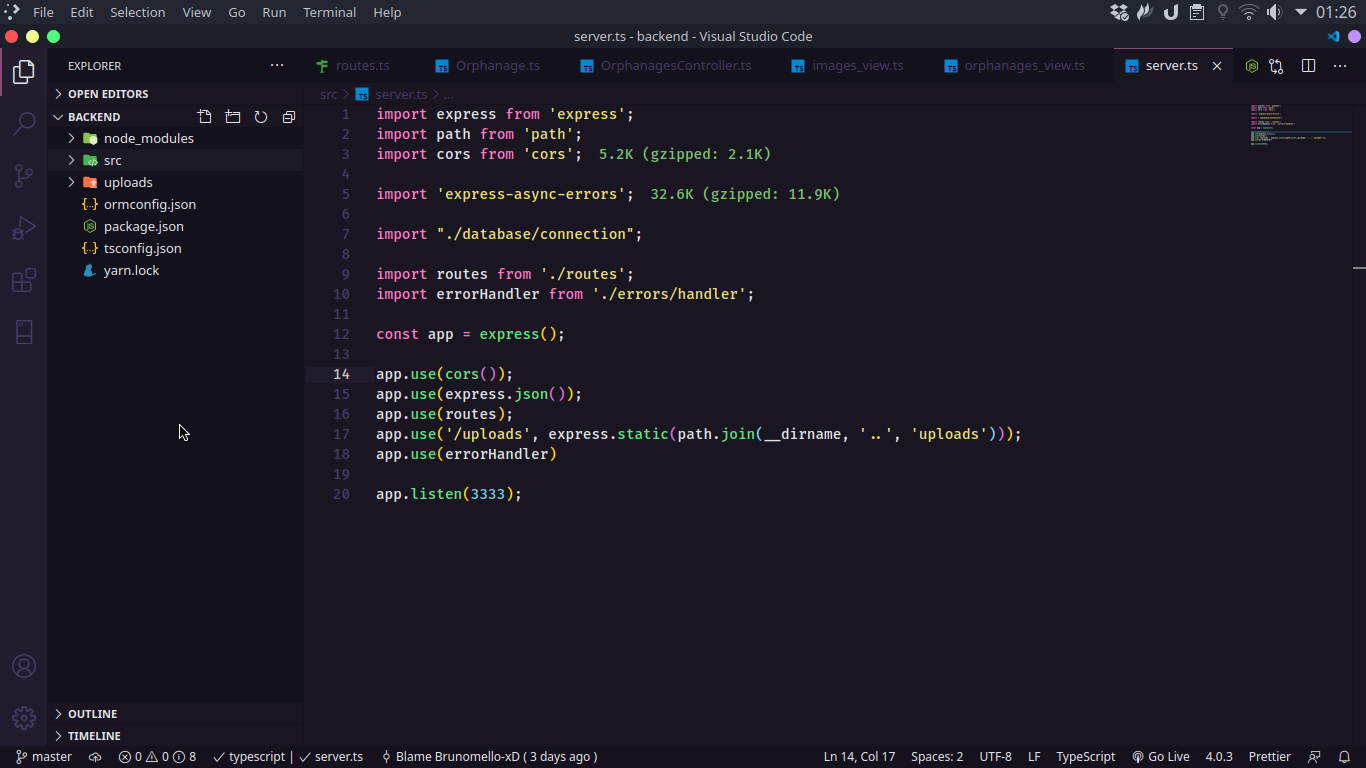 File Edit Selection View Go Run Terminal Help 01:26
server.ts - backend - Visual Studio Code
EXPLORER
routes.ts
TS Orphanage.ts
TS OrphanagesController.ts
TS images_view.ts
TS orphanages_view.ts
TS server.ts
OPEN EDITORS
BACKEND
node_modules
src
uploads
ormconfig.json
package.json
tsconfig.json
yarn.lock
OUTLINE
TIMELINE
src > TS server.ts > ...
1 import express from 'express';
2 import path from 'path';
3 import cors from 'cors'; 5.2K (gzipped: 2.1K)
4
5 import 'express-async-errors'; 32.6K (gzipped: 11.9K)
6
7 import "./database/connection";
8
9 import routes from './routes';
10 import errorHandler from './errors/handler';
11
12 const app = express();
13
14 app.use(cors());
15 app.use(express.json());
16 app.use(routes);
17 app.use('/uploads', express.static(path.join(__dirname, '..', 'uploads')));
18 app.use(errorHandler)
19
20 app.listen(3333);
master 0 0 8 typescript | server.ts Blame Brunomello-xD ( 3 days ago ) Ln 14, Col 17 Spaces: 2 UTF-8 LF TypeScript Go Live 4.0.3 Prettier